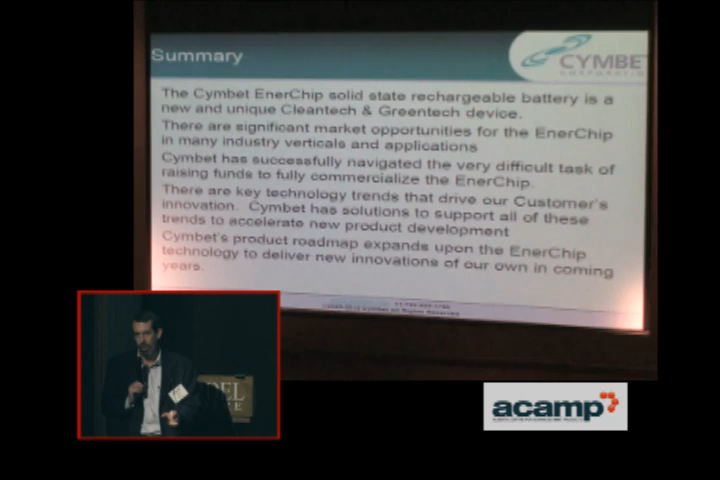 Summary
CYMBE
CORPORATIO
The Cymbet EnerChip solid state rechargeable battery is a
new and unique Cleantech & Greentech device.
There are significant market opportunities for the EnerChip
in many industry verticals and applications
Cymbet has successfully navigated the very difficult task of
raising funds to fully commercialize the EnerChip.
There are key technology trends that drive our Customer's
innovation. Cymbet has solutions to support all of these
trends to accelerate new product development
Cymbet's product roadmap expands upon the EnerChip
technology to deliver new innovations of our own in coming
years.
acamp